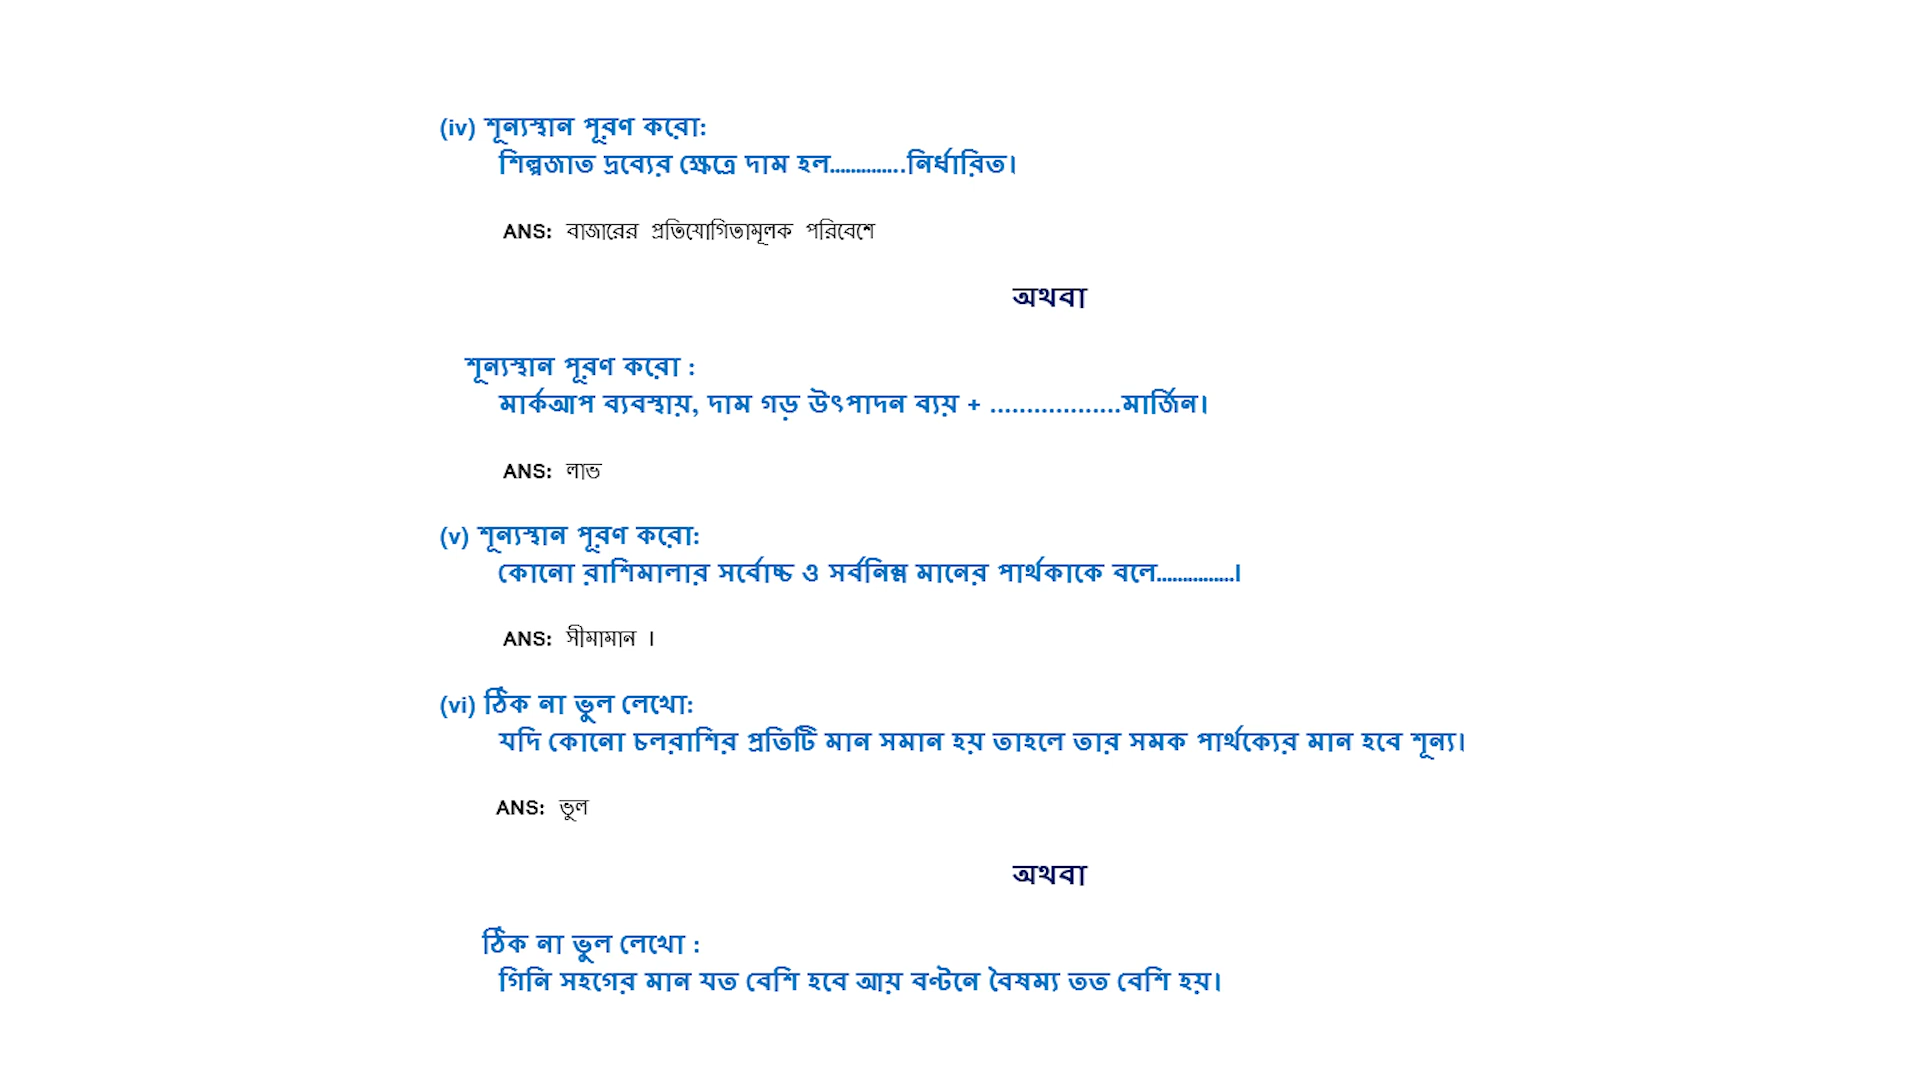 (iv) শূন্যস্থান পূরণ করো:
শিল্পজাত দ্রব্যের ক্ষেত্রে দাম হল..............নির্ধারিত।
ANS: বাজারের প্রতিযোগিতামূলক পরিবেশে
অথবা
শূন্যস্থান পূরণ করো :
মার্কআপ ব্যবস্থায়, দাম গড় উৎপাদন ব্যয় + ..................মার্জিন।
ANS: লাভ
(v) শূন্যস্থান পূরণ করো:
কোনো রাশিমালার সর্বোচ্চ ও সর্বনিম্ন মানের পার্থকাকে বলে...............।
ANS: সীমামান ।
(vi) ঠিক না ভুল লেখো:
যদি কোনো চলরাশির প্রতিটি মান সমান হয় তাহলে তার সমক পার্থক্যের মান হবে শূন্য।
ANS: ভুল
অথবা
ঠিক না ভুল লেখো :
গিনি সহগের মান যত বেশি হবে আয় বণ্টনে বৈষম্য তত বেশি হয়।